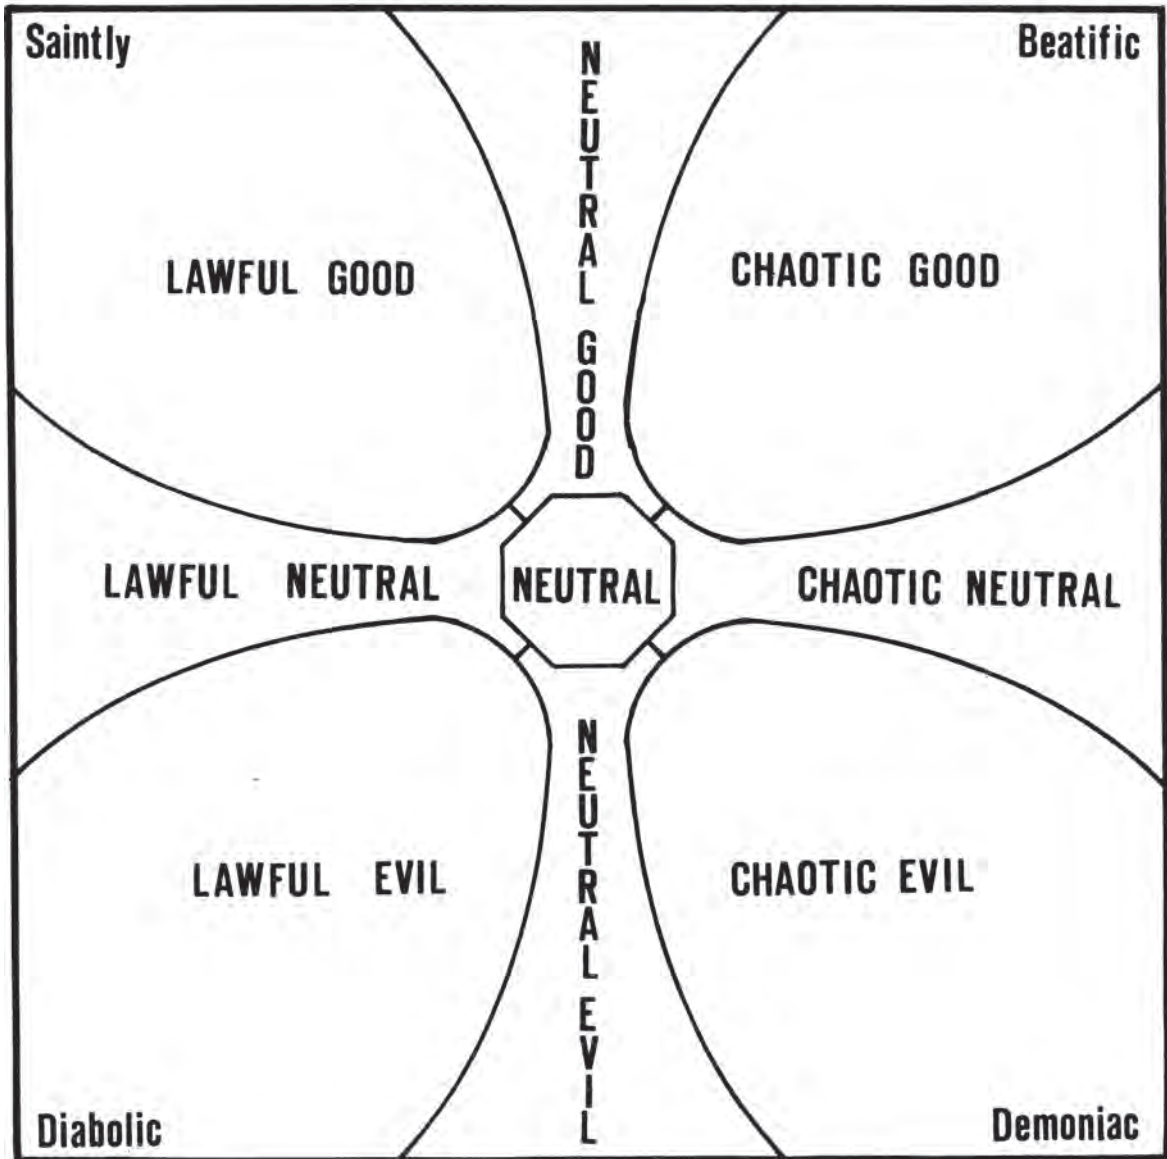 Saintly
Beatific
NEUTRAL GOOD
LAWFUL GOOD
CHAOTIC GOOD
LAWFUL NEUTRAL
NEUTRAL
CHAOTIC NEUTRAL
LAWFUL EVIL
CHAOTIC EVIL
NEUTRAL EVIL
Diabolic
Demoniac